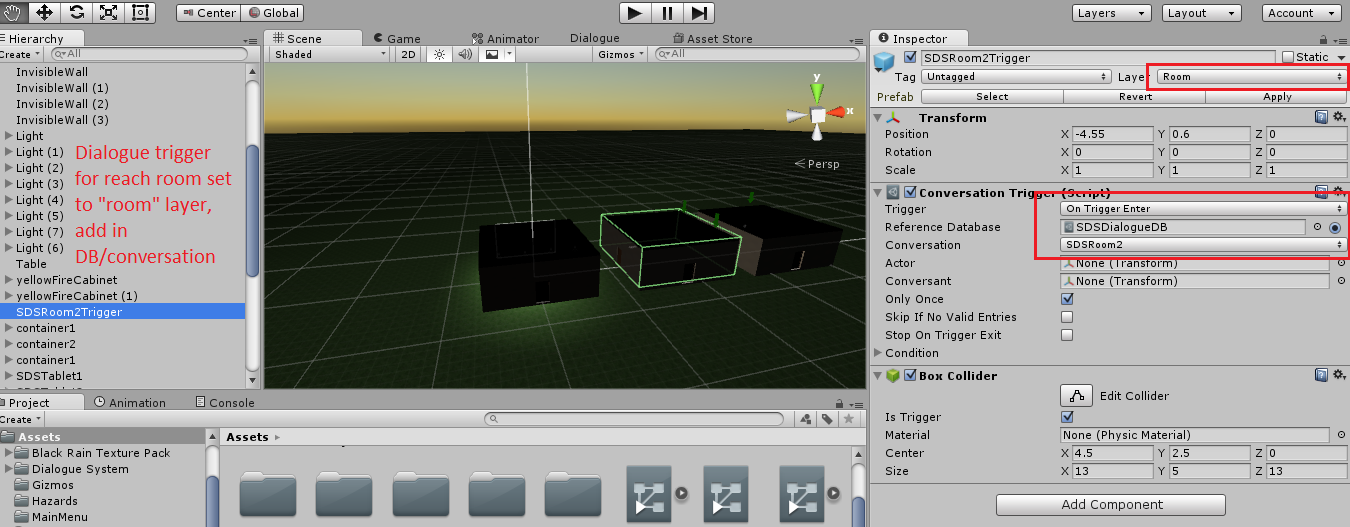 Center Global Layers Layout Account
Hierarchy
Create All
InvisibleWall
InvisibleWall (1)
InvisibleWall (2)
InvisibleWall (3)
Light
Light (1)
Light (2)
Light (3)
Light (4)
Light (5)
Light (7)
Light (6)
Table
yellowFireCabinet
yellowFireCabinet (1)
SDSRoom2Trigger
container1
container2
container1
SDSTablet1
Dialogue trigger
for reach room set
to "room" layer,
add in
DB/conversation
Scene Game Animator Dialogue Asset Store
Shaded 2D Gizmos All
y
x
Persp
Inspector
SDSRoom2Trigger Static
Tag Untagged Layer Room
Prefab Select Revert Apply
Transform
Position X -4.55 Y 0.6 Z 0
Rotation X 0 Y 0 Z 0
Scale X 1 Y 1 Z 1
Conversation Trigger (Script)
Trigger On Trigger Enter
Reference Database SDSDialogueDB
Conversation SDSRoom2
Actor None (Transform)
Conversant None (Transform)
Only Once
Skip If No Valid Entries
Stop On Trigger Exit
Condition
Box Collider
Edit Collider
Is Trigger
Material None (Physic Material)
Center X 4.5 Y 2.5 Z 0
Size X 13 Y 5 Z 13
Add Component
Project Animation Console
Create
Assets
Black Rain Texture Pack
Dialogue System
Gizmos
Hazards
MainMenu
Assets